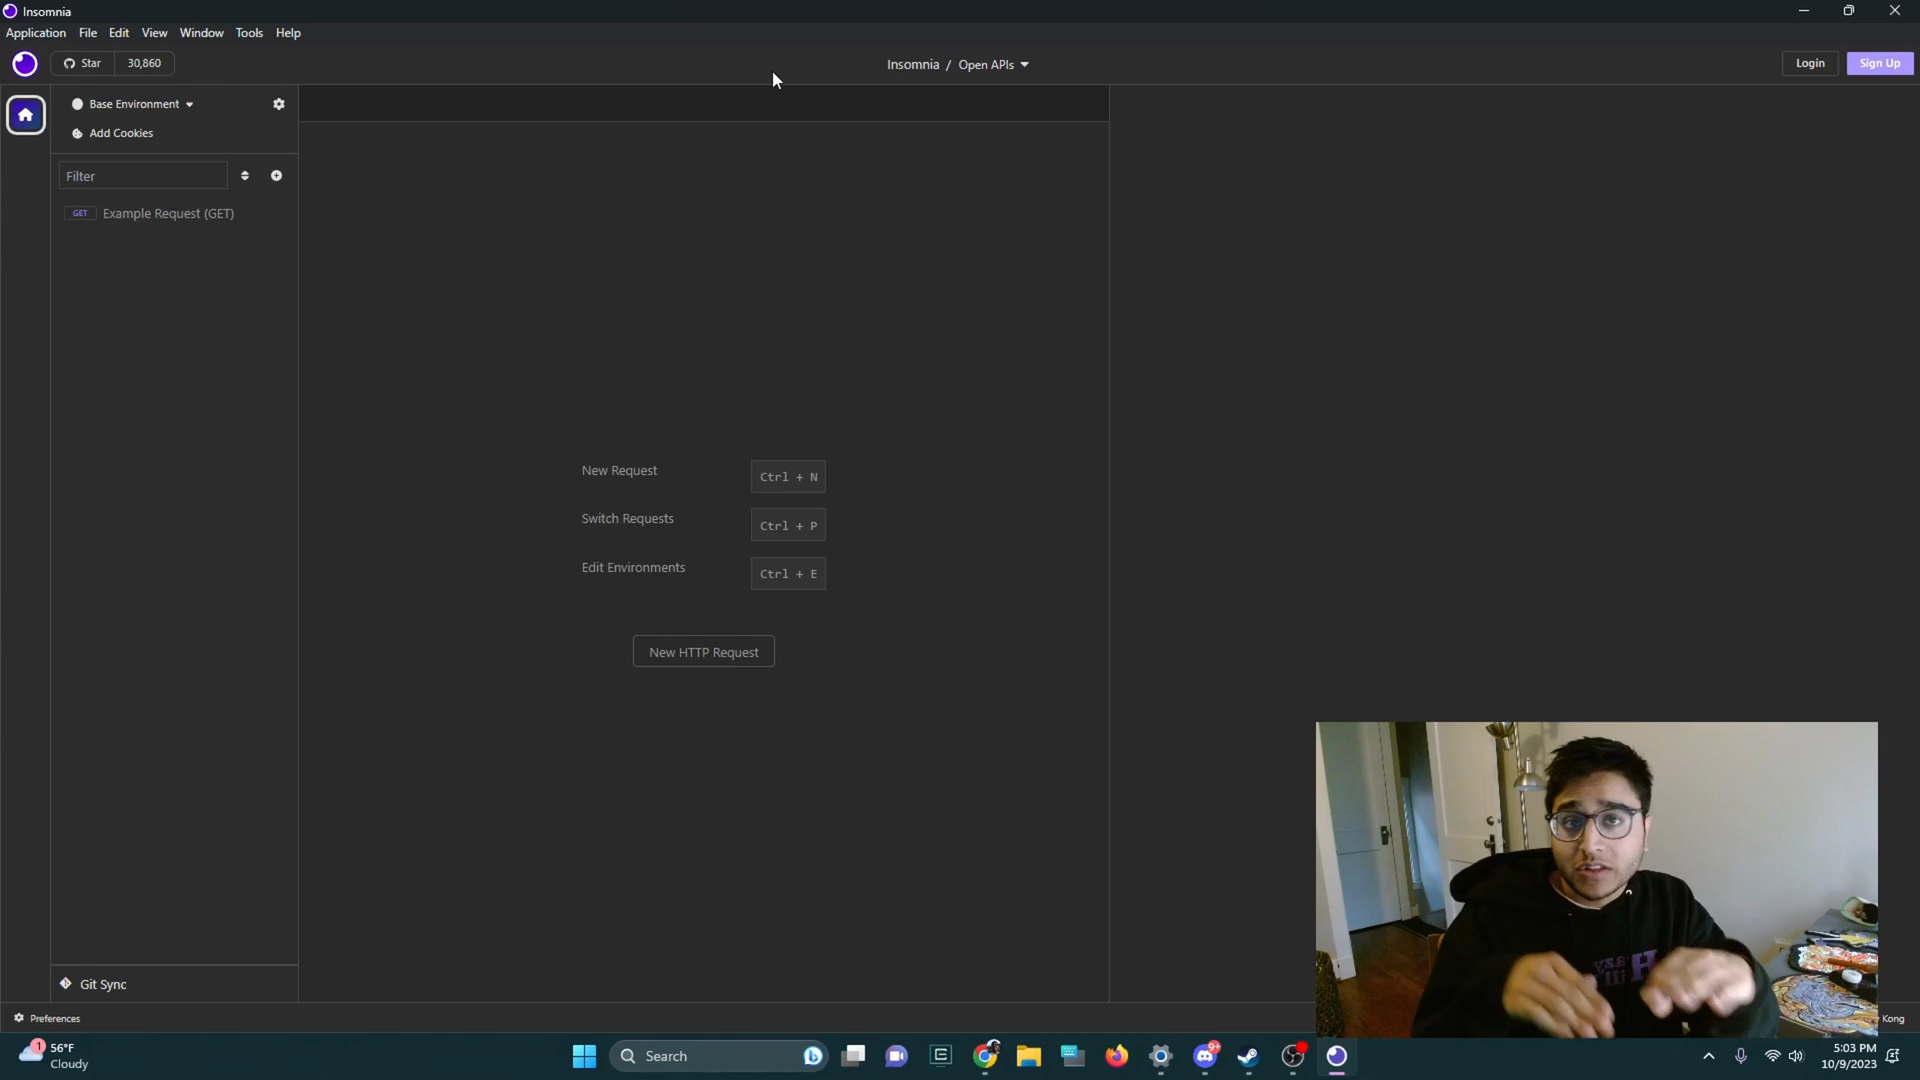 Insomnia
Application File Edit View Window Tools Help
Star 30,860
Insomnia / Open APIs
Login Sign Up
Base Environment
Add Cookies
Filter
GET Example Request (GET)
New Request Ctrl + N
Switch Requests Ctrl + P
Edit Environments Ctrl + E
New HTTP Request
Git Sync
Preferences
Kong
1 56°F
Cloudy
Search
9+
5:03 PM
10/9/2023